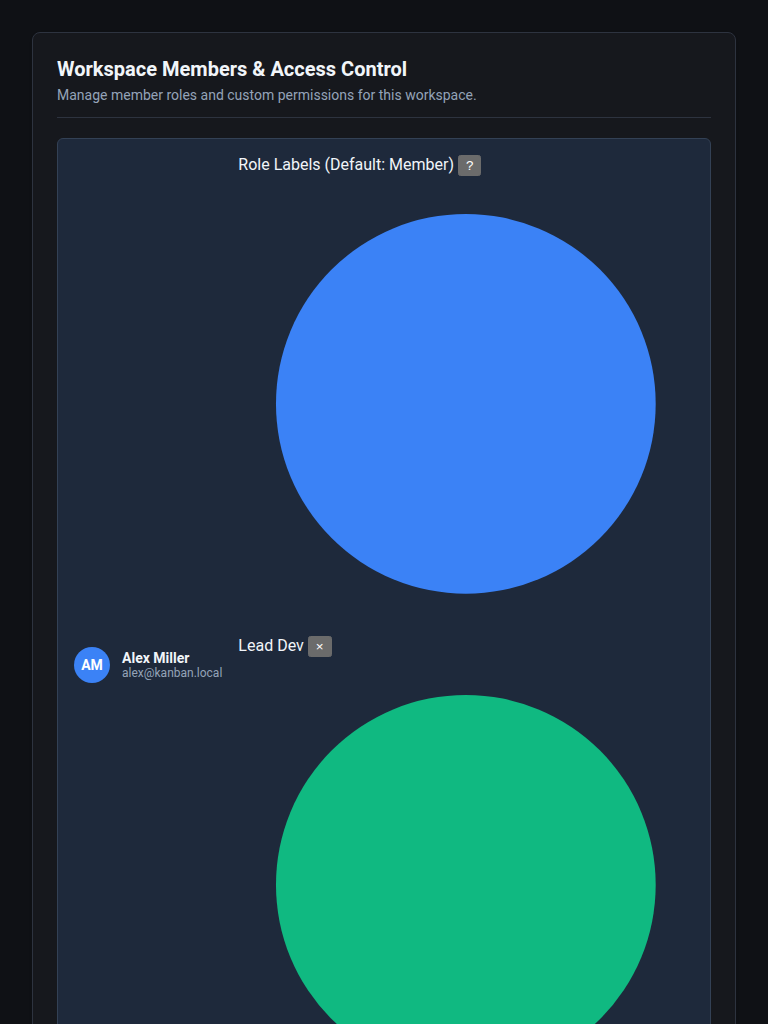 Workspace Members & Access Control
Manage member roles and custom permissions for this workspace.
Role Labels (Default: Member) ?
Lead Dev ×
AM
Alex Miller
alex@kanban.local